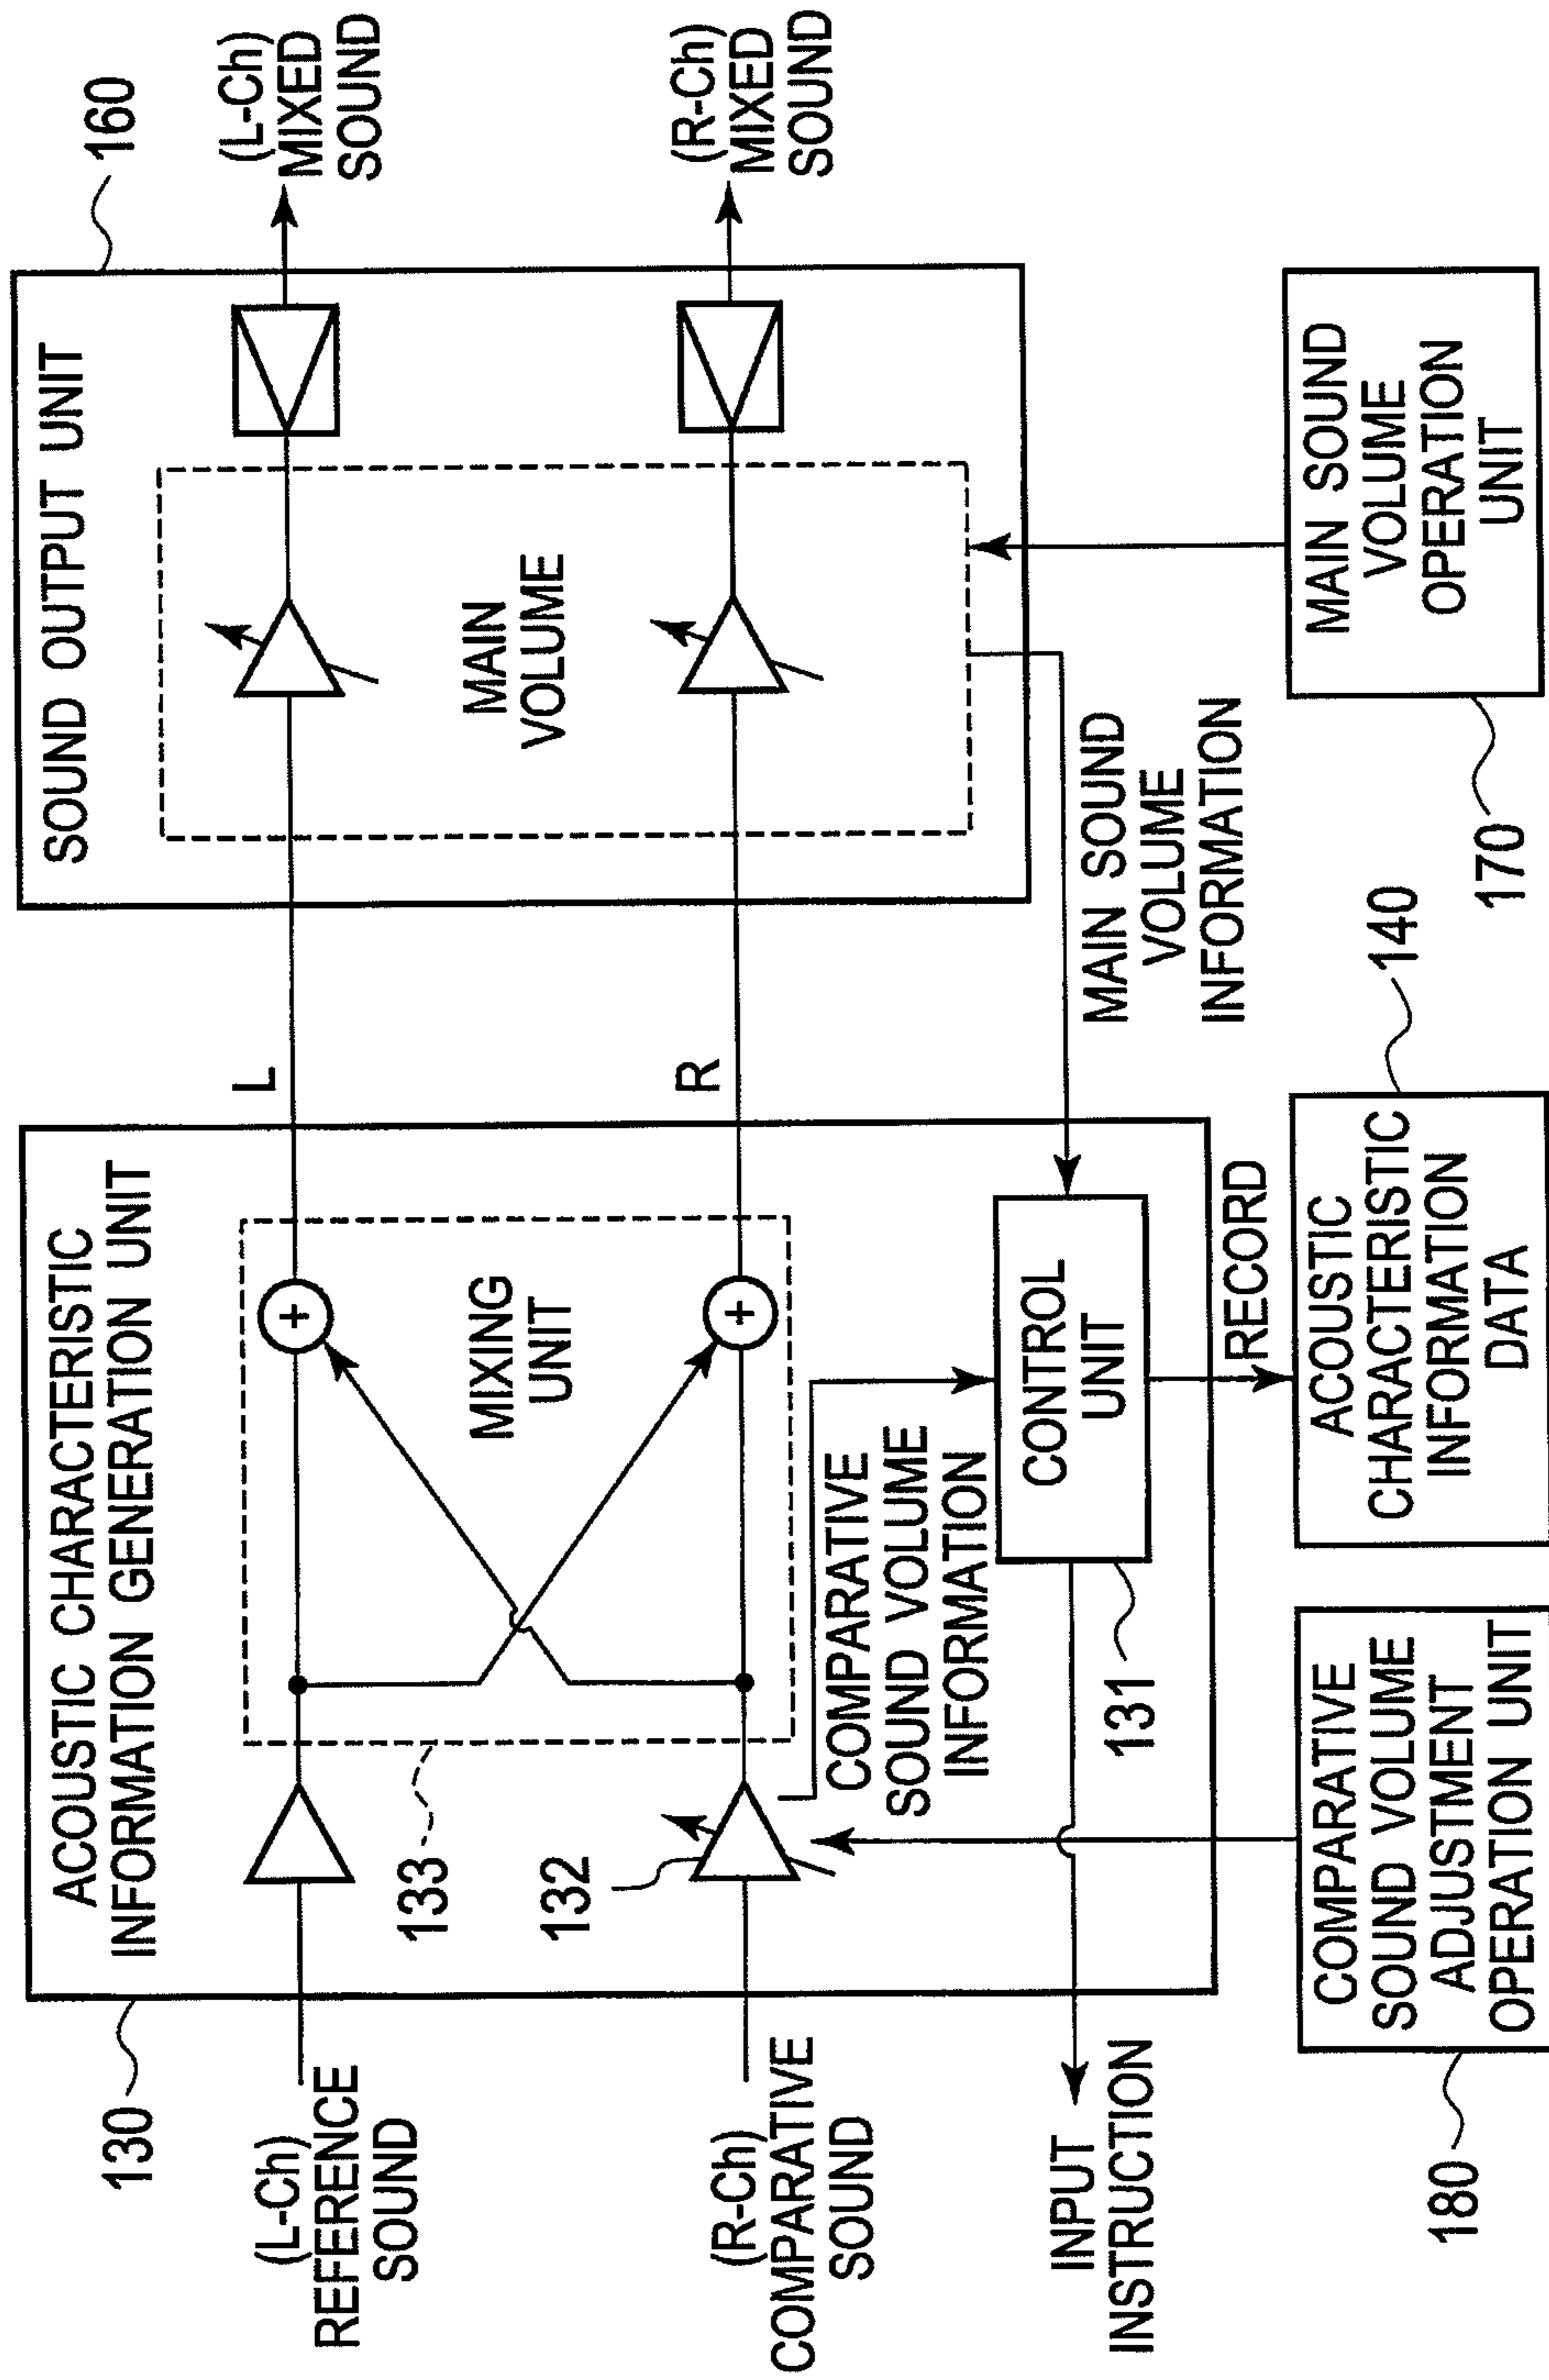 130
ACOUSTIC CHARACTERISTIC
INFORMATION GENERATION UNIT
SOUND OUTPUT UNIT
160
(L-Ch)
REFERENCE
SOUND
L
(L-Ch)
MIXED
SOUND
133
MIXING
UNIT
+
+
MAIN
VOLUME
132
(R-Ch)
COMPARATIVE
SOUND
R
(R-Ch)
MIXED
SOUND
COMPARATIVE
SOUND VOLUME
INFORMATION
CONTROL
UNIT
131
MAIN SOUND
VOLUME
INFORMATION
INPUT
INSTRUCTION
RECORD
180
COMPARATIVE
SOUND VOLUME
ADJUSTMENT
OPERATION UNIT
ACOUSTIC
CHARACTERISTIC
INFORMATION
DATA
140
170
MAIN SOUND
VOLUME
OPERATION
UNIT